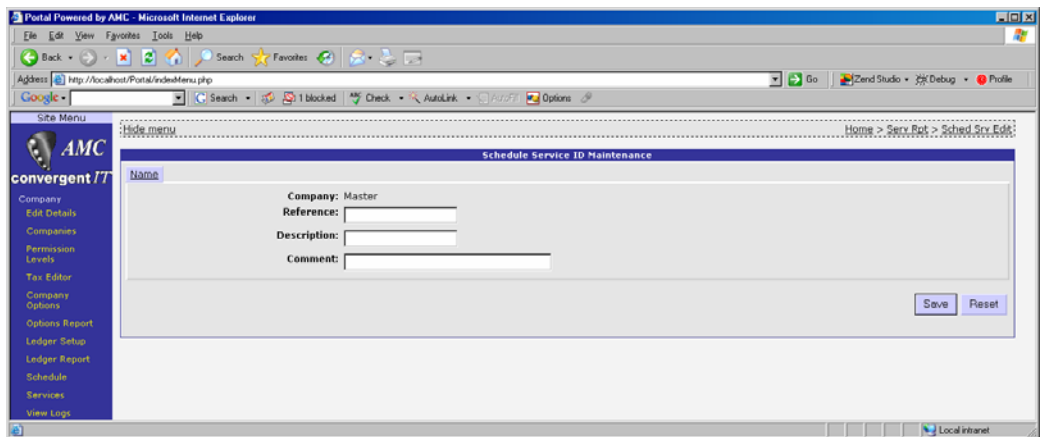 Portal Powered by AMC - Microsoft Internet Explorer
File Edit View Favorites Tools Help
Back Search Favorites
Address http://localhost/Portal/indexMenu.php Go Zend Studio Debug Profile
Google Search 1 blocked Check AutoLink AutoFill Options
Site Menu
Hide menu Home > Serv Rpt > Sched Srv Edit
AMC
convergent IT
Schedule Service ID Maintenance
Name
Company: Master
Reference:
Description:
Comment:
Save Reset
Company
Edit Details
Companies
Permission
Levels
Tax Editor
Company
Options
Options Report
Ledger Setup
Ledger Report
Schedule
Services
View Logs
Local intranet